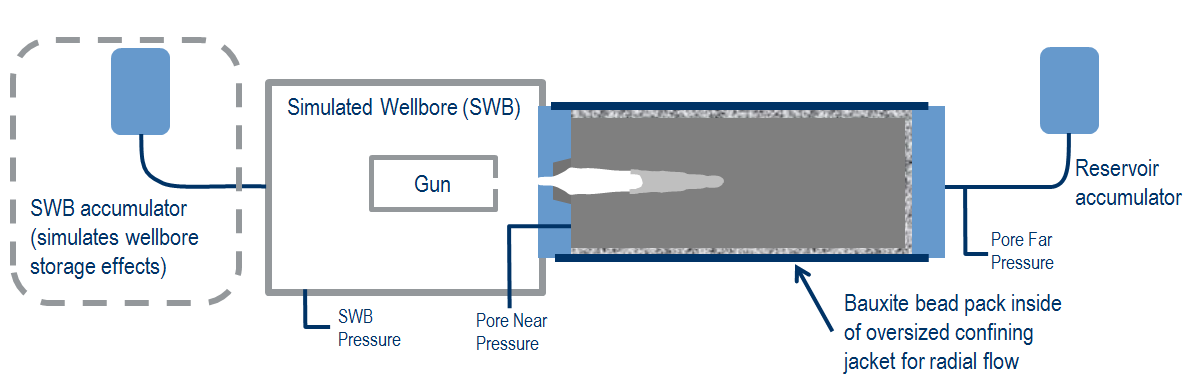 Simulated Wellbore (SWB)
Gun
SWB accumulator
(simulates wellbore
storage effects)
SWB
Pressure
Pore Near
Pressure
Reservoir
accumulator
Pore Far
Pressure
Bauxite bead pack inside
of oversized confining
jacket for radial flow